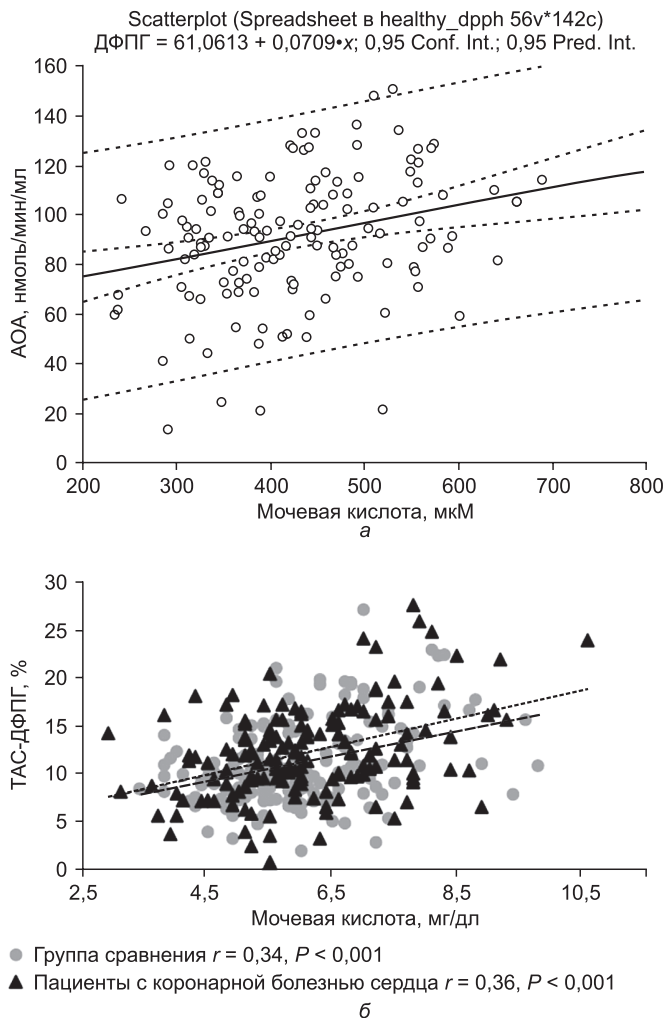 Scatterplot (Spreadsheet в healthy_dpph 56v*142c)
ДФПГ = 61,0613 + 0,0709•x; 0,95 Conf. Int.; 0,95 Pred. Int.
160
140
120
100
80
60
40
20
0
АОА, нмоль/мин/мл
200 300 400 500 600 700 800
Мочевая кислота, мкМ
а
30
25
20
15
10
5
0
ТАС-ДФПГ, %
2,5 4,5 6,5 8,5 10,5
Мочевая кислота, мг/дл
Группа сравнения r = 0,34, P < 0,001
Пациенты с коронарной болезнью сердца r = 0,36, P < 0,001
б